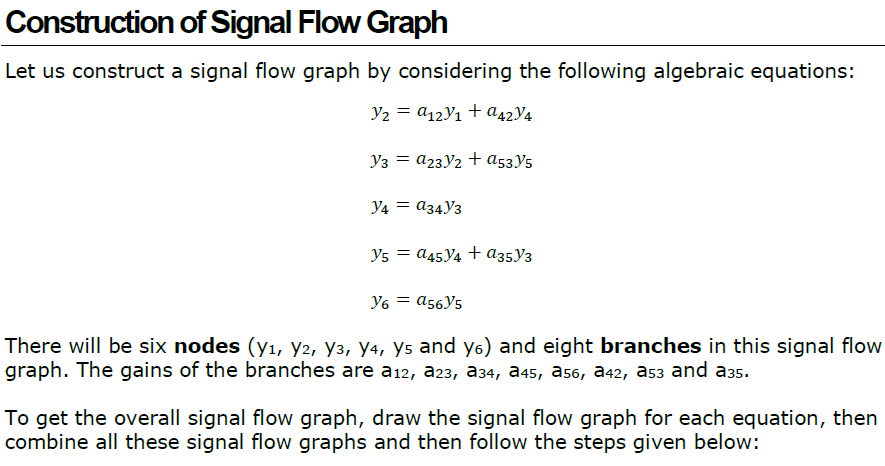 Construction of Signal Flow Graph
Let us construct a signal flow graph by considering the following algebraic equations:
y₂ = a₁₂y₁ + a₄₂y₄
y₃ = a₂₃y₂ + a₅₃y₅
y₄ = a₃₄y₃
y₅ = a₄₅y₄ + a₃₅y₃
y₆ = a₅₆y₅
There will be six nodes (y₁, y₂, y₃, y₄, y₅ and y₆) and eight branches in this signal flow
graph. The gains of the branches are a₁₂, a₂₃, a₃₄, a₄₅, a₅₆, a₄₂, a₅₃ and a₃₅.
To get the overall signal flow graph, draw the signal flow graph for each equation, then
combine all these signal flow graphs and then follow the steps given below: